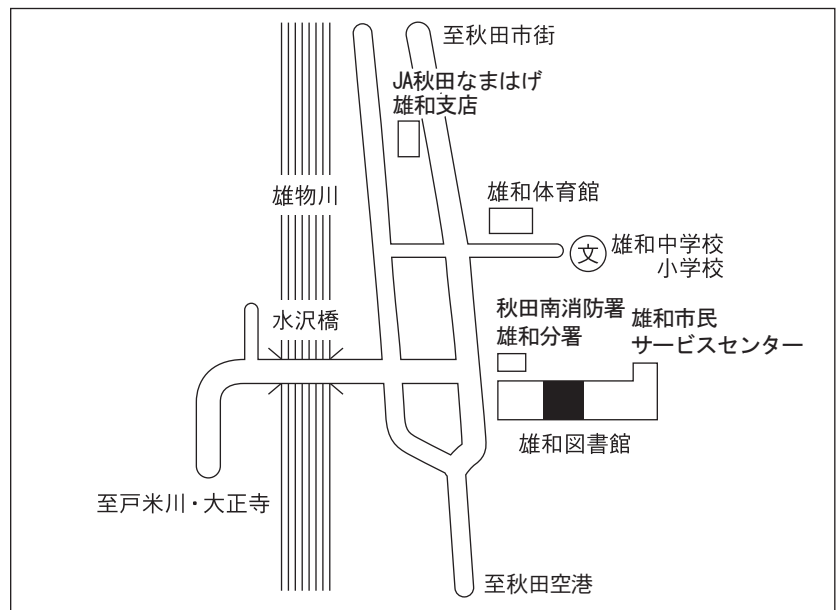 至秋田市街
JA秋田なまはげ
雄和支店
雄物川
雄和体育館
文
雄和中学校
小学校
水沢橋
秋田南消防署
雄和分署
雄和市民
サービスセンター
雄和図書館
至戸米川・大正寺
至秋田空港